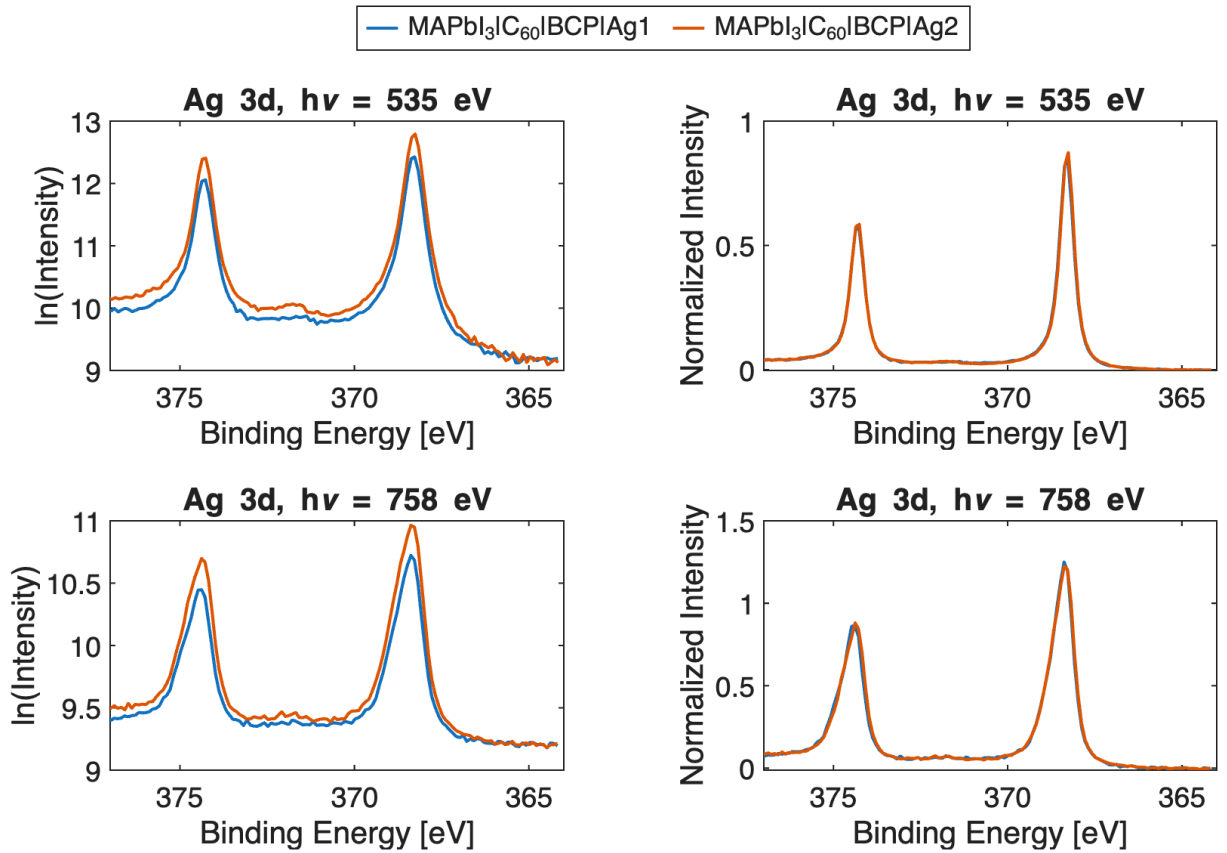 MAPbI₃|C₆₀|BCP|Ag1 MAPbI₃|C₆₀|BCP|Ag2
Ag 3d, hν = 535 eV
13
12
11
10
9
ln(Intensity)
375 370 365
Binding Energy [eV]
Ag 3d, hν = 535 eV
1
0.5
0
Normalized Intensity
375 370 365
Binding Energy [eV]
Ag 3d, hν = 758 eV
11
10.5
10
9.5
9
ln(Intensity)
375 370 365
Binding Energy [eV]
Ag 3d, hν = 758 eV
1.5
1
0.5
0
Normalized Intensity
375 370 365
Binding Energy [eV]